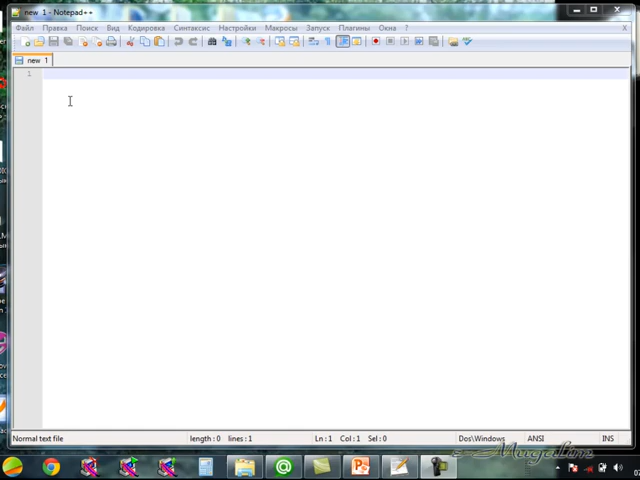 new 1 - Notepad++
Файл Правка Поиск Вид Кодировка Синтаксис Настройки Макросы Запуск Плагины Окна ? X
new 1
1
Normal text file length : 0 lines : 1 Ln : 1 Col : 1 Sel : 0 Dos\Windows ANSI INS
Mugalim